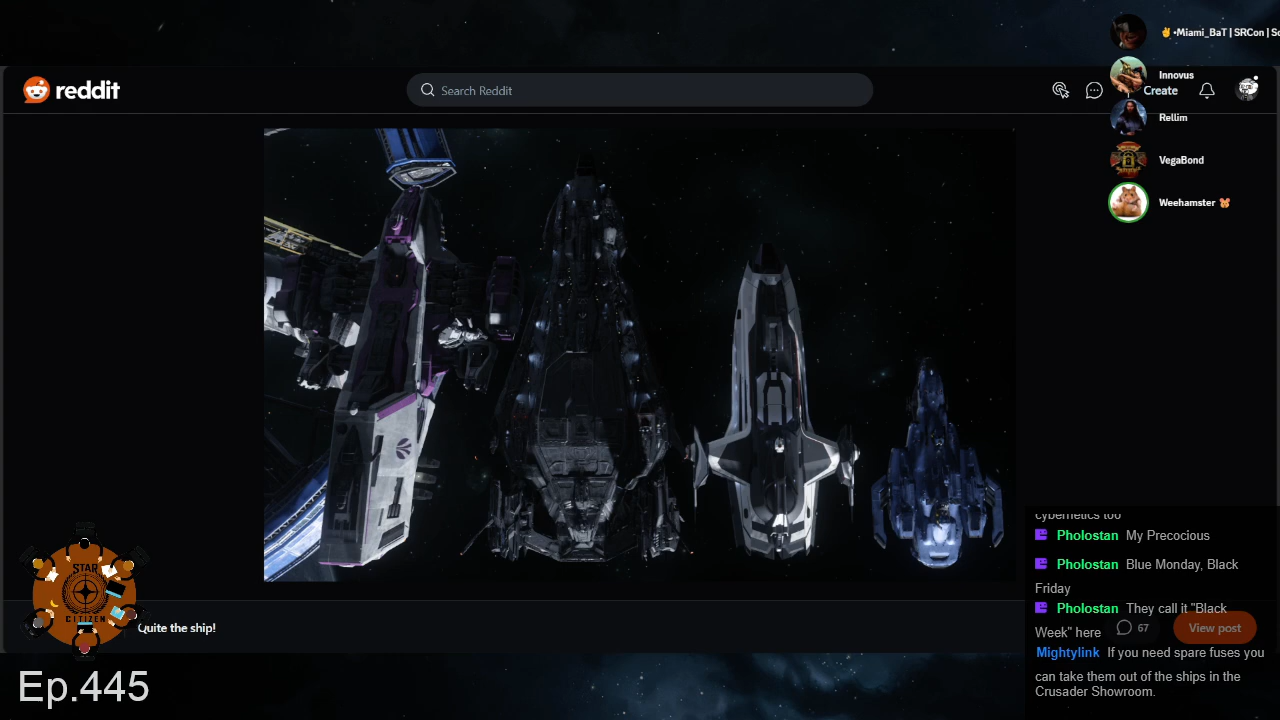 ✌•Miami_BaT | SRCon | Sc
reddit
Search Reddit
Innovus
Create
Rellim
VegaBond
Weehamster 🐹
cybernetics too
Pholostan My Precocious
Pholostan Blue Monday, Black
Friday
Pholostan They call it "Black
Week" here
67
View post
Mightylink If you need spare fuses you
can take them out of the ships in the
Crusader Showroom.
STAR
CITIZEN
Quite the ship!
Ep.445